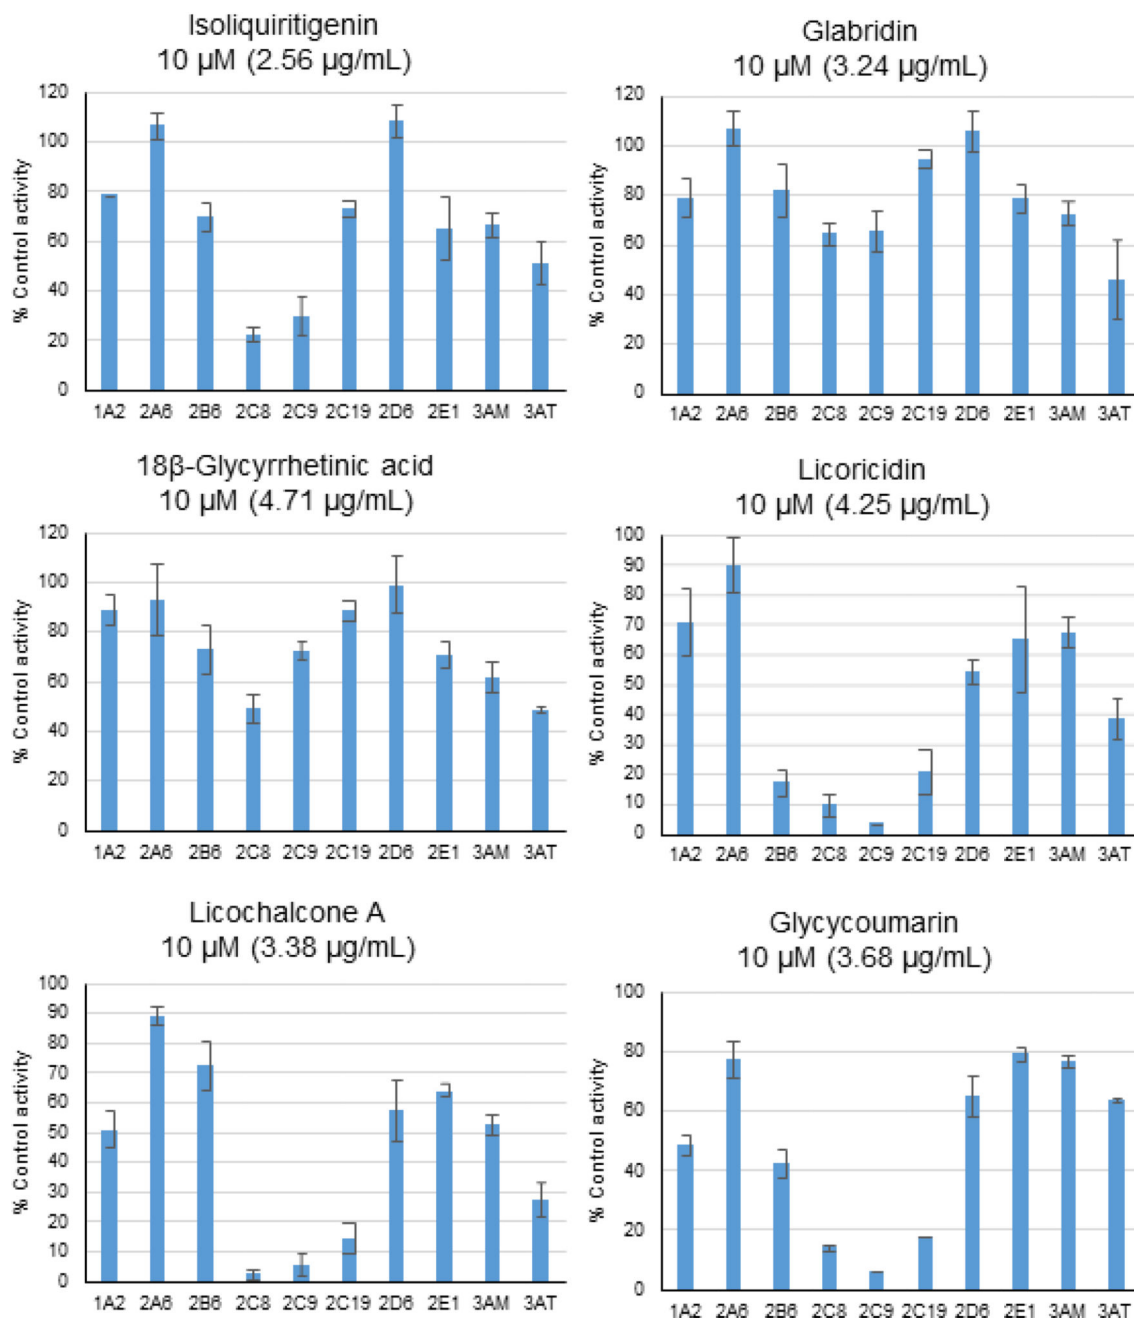 Isoliquiritigenin
10 µM (2.56 µg/mL)
% Control activity
120
100
80
60
40
20
0
1A2 2A6 2B6 2C8 2C9 2C19 2D6 2E1 3AM 3AT
Glabridin
10 µM (3.24 µg/mL)
% Control activity
120
100
80
60
40
20
0
1A2 2A6 2B6 2C8 2C9 2C19 2D6 2E1 3AM 3AT
18β-Glycyrrhetinic acid
10 µM (4.71 µg/mL)
% Control activity
120
100
80
60
40
20
0
1A2 2A6 2B6 2C8 2C9 2C19 2D6 2E1 3AM 3AT
Licoricidin
10 µM (4.25 µg/mL)
% Control activity
100
90
80
70
60
50
40
30
20
10
0
1A2 2A6 2B6 2C8 2C9 2C19 2D6 2E1 3AM 3AT
Licochalcone A
10 µM (3.38 µg/mL)
% Control activity
100
90
80
70
60
50
40
30
20
10
0
1A2 2A6 2B6 2C8 2C9 2C19 2D6 2E1 3AM 3AT
Glycycoumarin
10 µM (3.68 µg/mL)
% Control activity
100
80
60
40
20
0
1A2 2A6 2B6 2C8 2C9 2C19 2D6 2E1 3AM 3AT